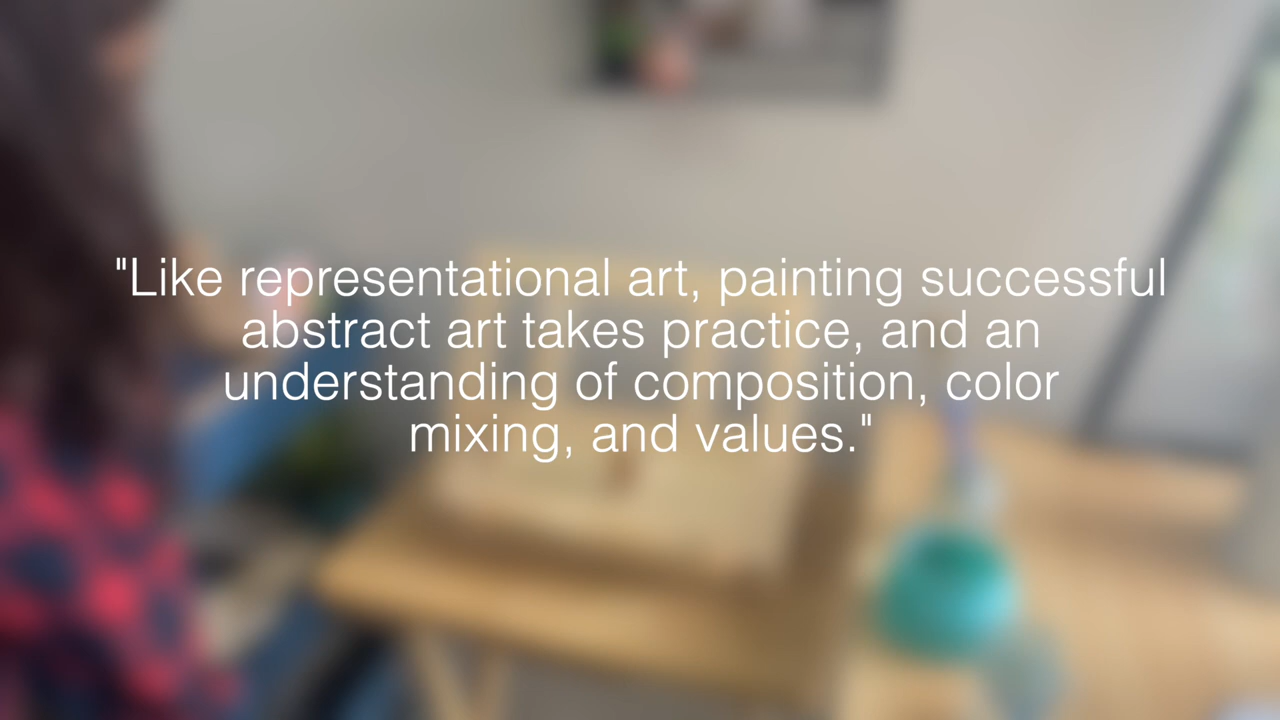 "Like representational art, painting successful
abstract art takes practice, and an
understanding of composition, color
mixing, and values."